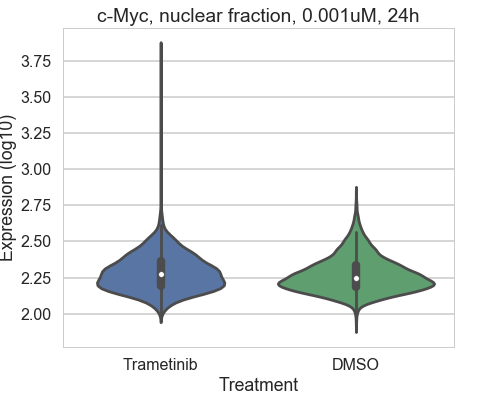 c-Myc, nuclear fraction, 0.001uM, 24h
Expression (log10)
3.75
3.50
3.25
3.00
2.75
2.50
2.25
2.00
Trametinib
DMSO
Treatment